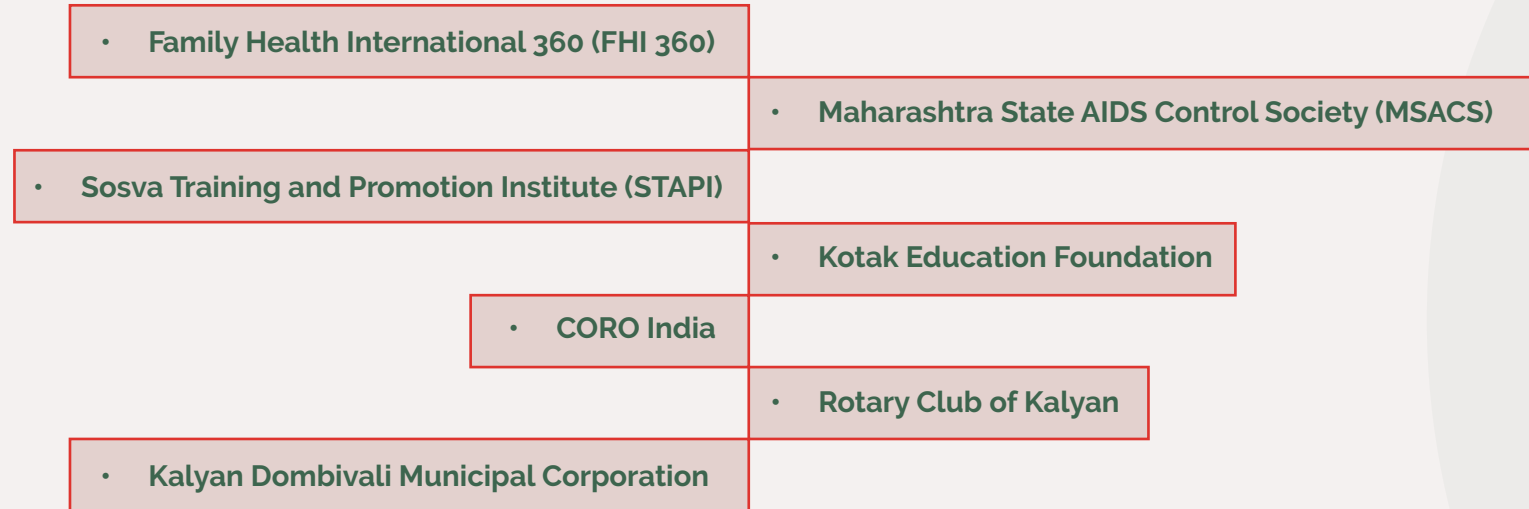 • Family Health International 360 (FHI 360)
• Maharashtra State AIDS Control Society (MSACS)
• Sosva Training and Promotion Institute (STAPI)
• Kotak Education Foundation
• CORO India
• Rotary Club of Kalyan
• Kalyan Dombivali Municipal Corporation